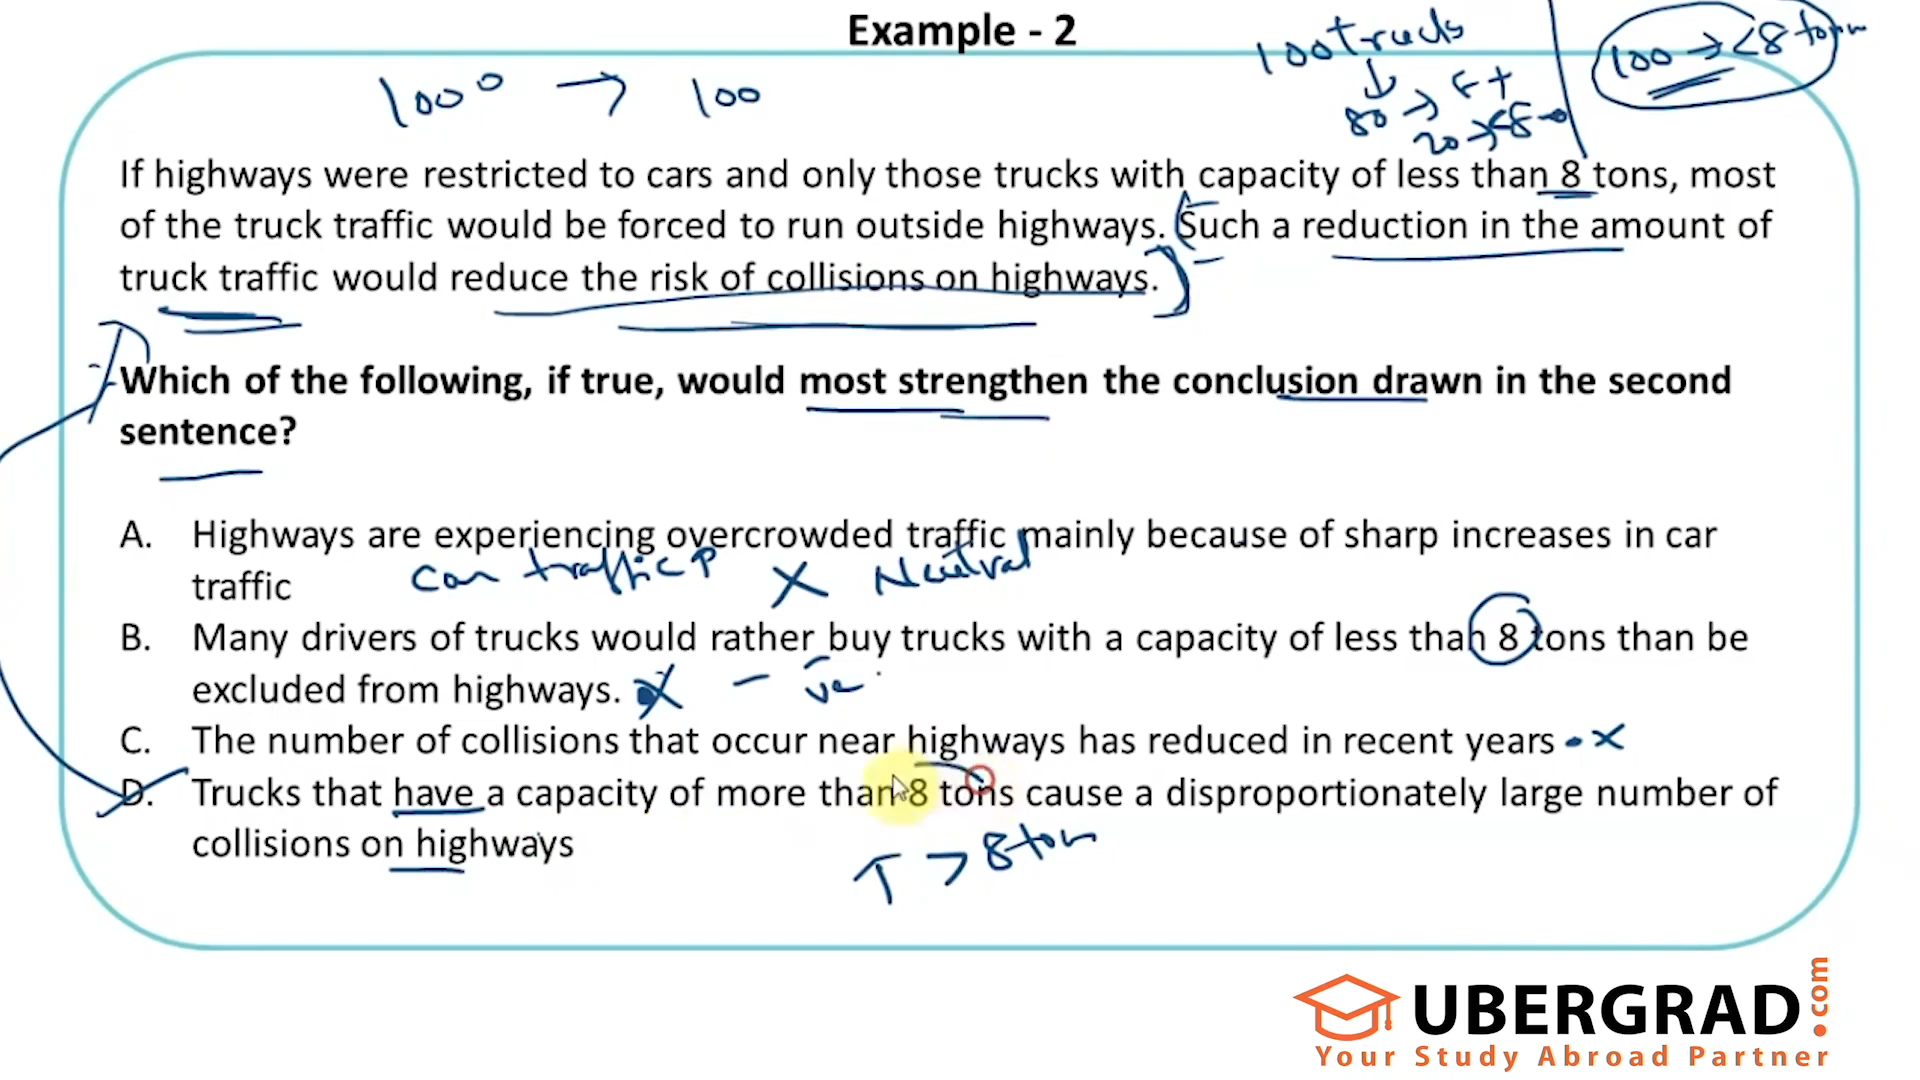 Example - 2
1000 → 100
100 trucks
80 →
20 → <8
100 → <8 tom
If highways were restricted to cars and only those trucks with capacity of less than 8 tons, most
of the truck traffic would be forced to run outside highways. Such a reduction in the amount of
truck traffic would reduce the risk of collisions on highways.
Which of the following, if true, would most strengthen the conclusion drawn in the second
sentence?
A. Highways are experiencing overcrowded traffic mainly because of sharp increases in car
traffic
Car traffic X Neutral
B. Many drivers of trucks would rather buy trucks with a capacity of less than 8 tons than be
excluded from highways. X - ve
C. The number of collisions that occur near highways has reduced in recent years X
D. Trucks that have a capacity of more than 8 tons cause a disproportionately large number of
collisions on highways
T > 8 tom
UBERGRAD.com
Your Study Abroad Partner